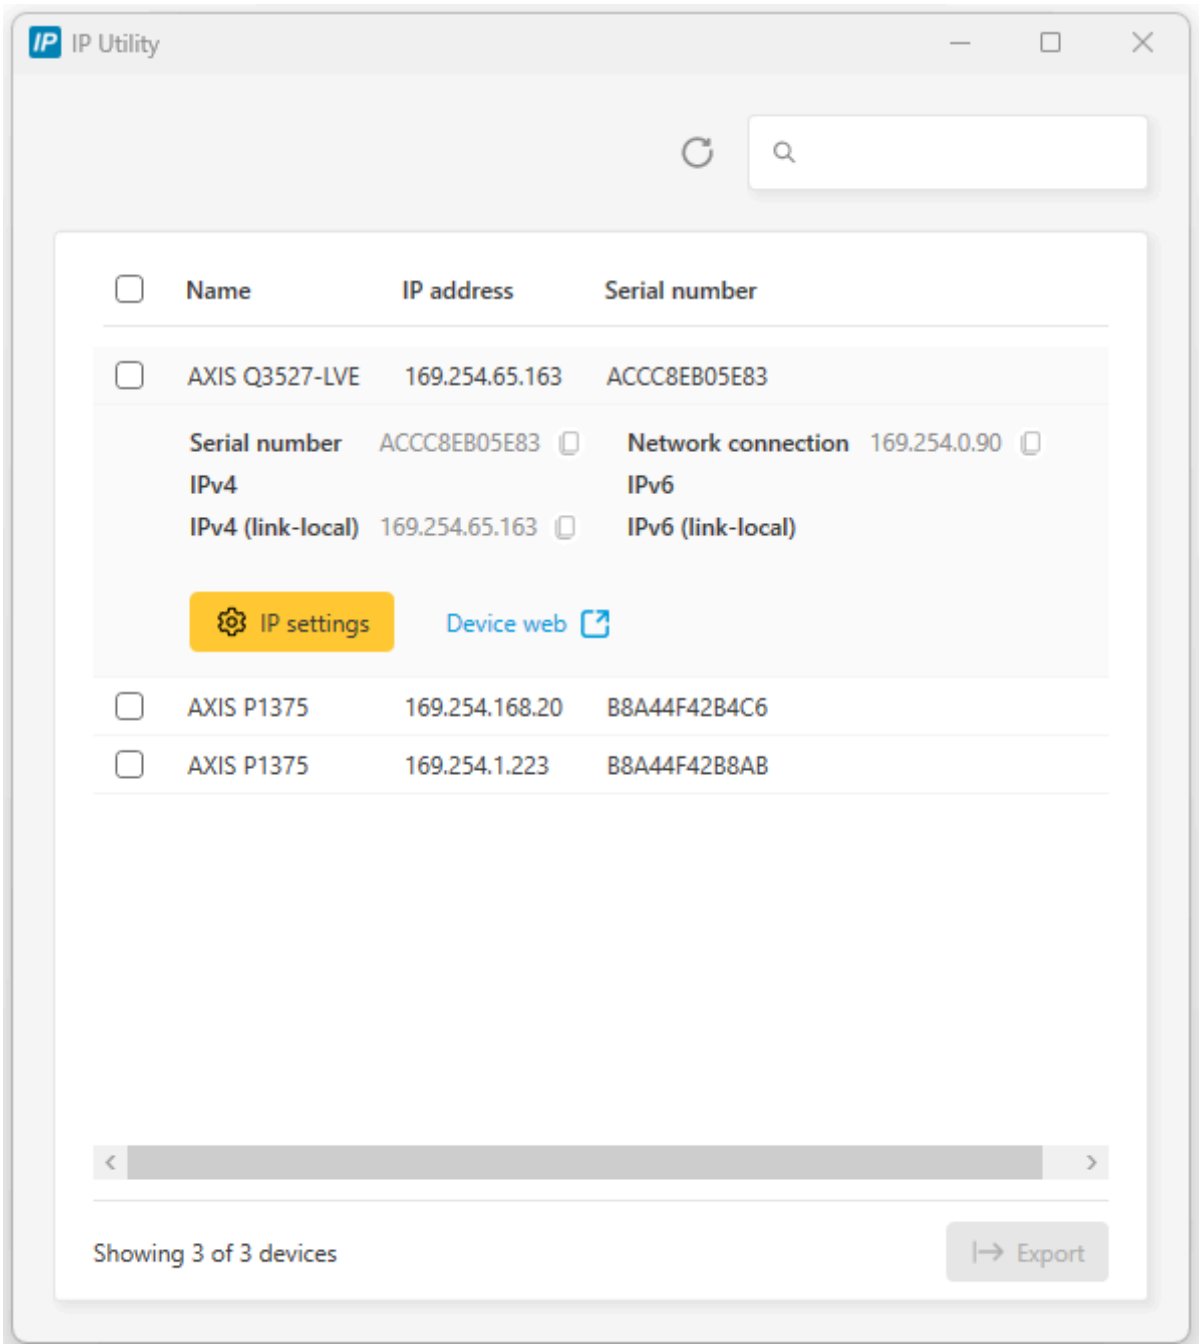 IP IP Utility
Name IP address Serial number
AXIS Q3527-LVE 169.254.65.163 ACCC8EB05E83
Serial number ACCC8EB05E83 Network connection 169.254.0.90
IPv4 IPv6
IPv4 (link-local) 169.254.65.163 IPv6 (link-local)
IP settings Device web
AXIS P1375 169.254.168.20 B8A44F42B4C6
AXIS P1375 169.254.1.223 B8A44F42B8AB
Showing 3 of 3 devices Export